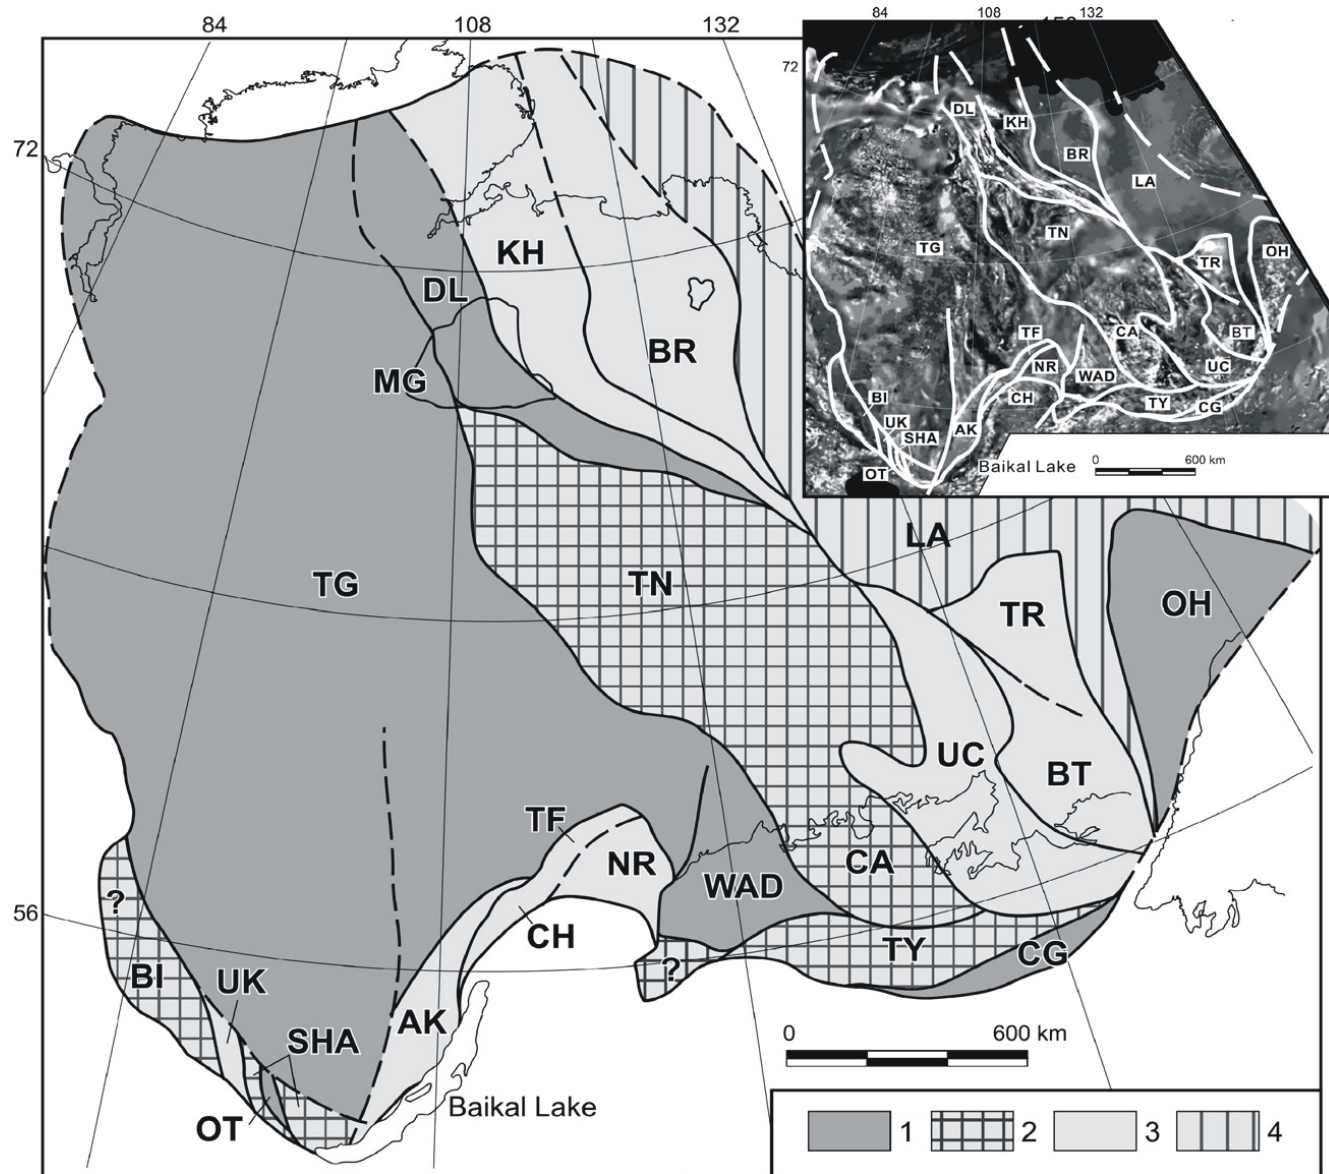 84
108
132
72
56
KH
DL
BR
MG
LA
TG
TN
TR
OH
UC
BT
TF
NR
WAD
CA
?
CH
TY
CG
BI
UK
?
SHA
AK
OT
Baikal Lake
0 600 km
1 2 3 4
84 108 132
72
DL
KH
BR
LA
TN
TG
TR
OH
TF
CA
BT
NR
WAD
UC
BI
CH
TY
CG
UK
SHA
AK
OT
Baikal Lake
0 600 km